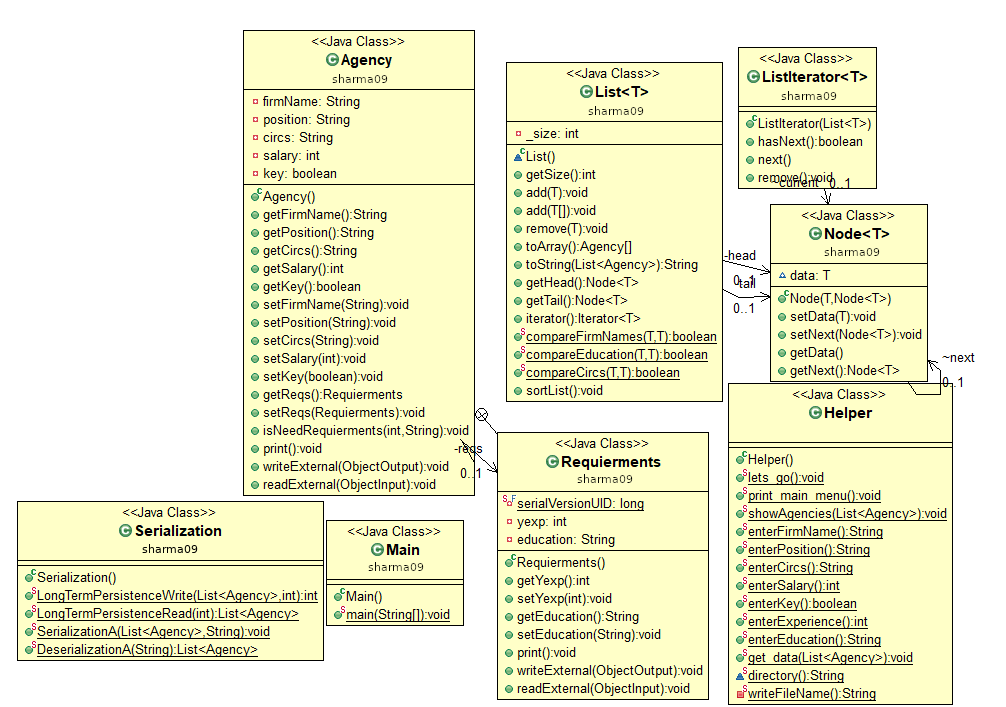 <<Java Class>>
Agency
sharma09
firmName: String
position: String
circs: String
salary: int
key: boolean
Agency()
getFirmName():String
getPosition():String
getCircs():String
getSalary():int
getKey():boolean
setFirmName(String):void
setPosition(String):void
setCircs(String):void
setSalary(int):void
setKey(boolean):void
getReqs():Requierments
setReqs(Requierments):void
isNeedRequierments(int,String):void
print():void
writeExternal(ObjectOutput):void
readExternal(ObjectInput):void
<<Java Class>>
List<T>
sharma09
_size: int
List()
getSize():int
add(T):void
add(T[]):void
remove(T):void
toArray():Agency[]
toString(List<Agency>):String
getHead():Node<T>
getTail():Node<T>
iterator():Iterator<T>
compareFirmNames(T,T):boolean
compareEducation(T,T):boolean
compareCircs(T,T):boolean
sortList():void
<<Java Class>>
ListIterator<T>
sharma09
ListIterator(List<T>)
hasNext():boolean
next()
remove():void
~current 0..1
<<Java Class>>
Node<T>
sharma09
data: T
Node(T,Node<T>)
setData(T):void
setNext(Node<T>):void
getData()
getNext():Node<T>
-head
0..1
-tail
0..1
~next
0..1
-reqs
0..1
<<Java Class>>
Requierments
sharma09
serialVersionUID: long
yexp: int
education: String
Requierments()
getYexp():int
setYexp(int):void
getEducation():String
setEducation(String):void
print():void
writeExternal(ObjectOutput):void
readExternal(ObjectInput):void
<<Java Class>>
Helper
Helper()
lets_go():void
print_main_menu():void
showAgencies(List<Agency>):void
enterFirmName():String
enterPosition():String
enterCircs():String
enterSalary():int
enterKey():boolean
enterExperience():int
enterEducation():String
get_data(List<Agency>):void
directory():String
writeFileName():String
<<Java Class>>
Serialization
sharma09
Serialization()
LongTermPersistenceWrite(List<Agency>,int):int
LongTermPersistenceRead(int):List<Agency>
SerializationA(List<Agency>,String):void
DeserializationA(String):List<Agency>
<<Java Class>>
Main
sharma09
Main()
main(String[]):void